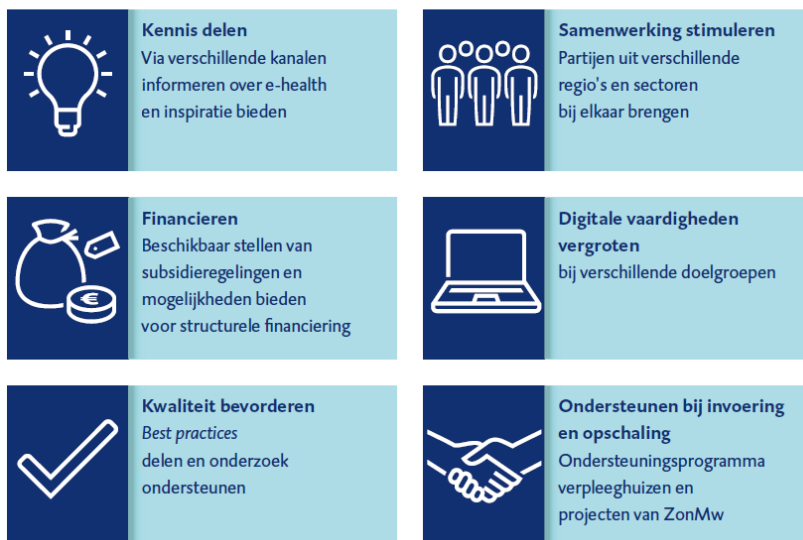 Kennis delen
Via verschillende kanalen
informeren over e-health
en inspiratie bieden
Samenwerking stimuleren
Partijen uit verschillende
regio's en sectoren
bij elkaar brengen
Financieren
Beschikbaar stellen van
subsidieregelingen en
mogelijkheden bieden
voor structurele financiering
€
Digitale vaardigheden
vergroten
bij verschillende doelgroepen
Kwaliteit bevorderen
Best practices
delen en onderzoek
ondersteunen
Ondersteunen bij invoering
en opschaling
Ondersteuningsprogramma
verpleeghuizen en
projecten van ZonMw